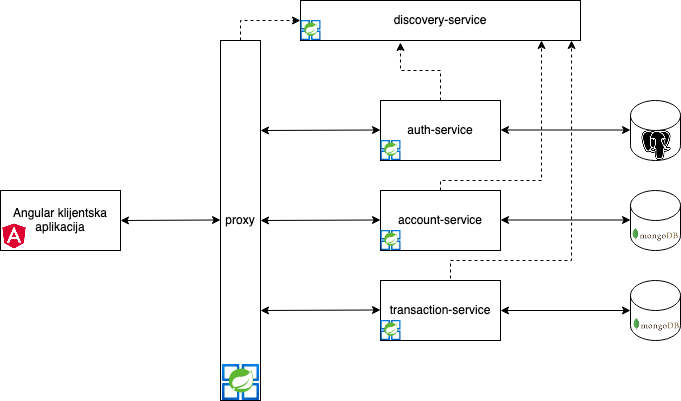 discovery-service
auth-service
Angular klijentska
aplikacija
A
proxy
account-service
mongoDB.
transaction-service
mongoDB.